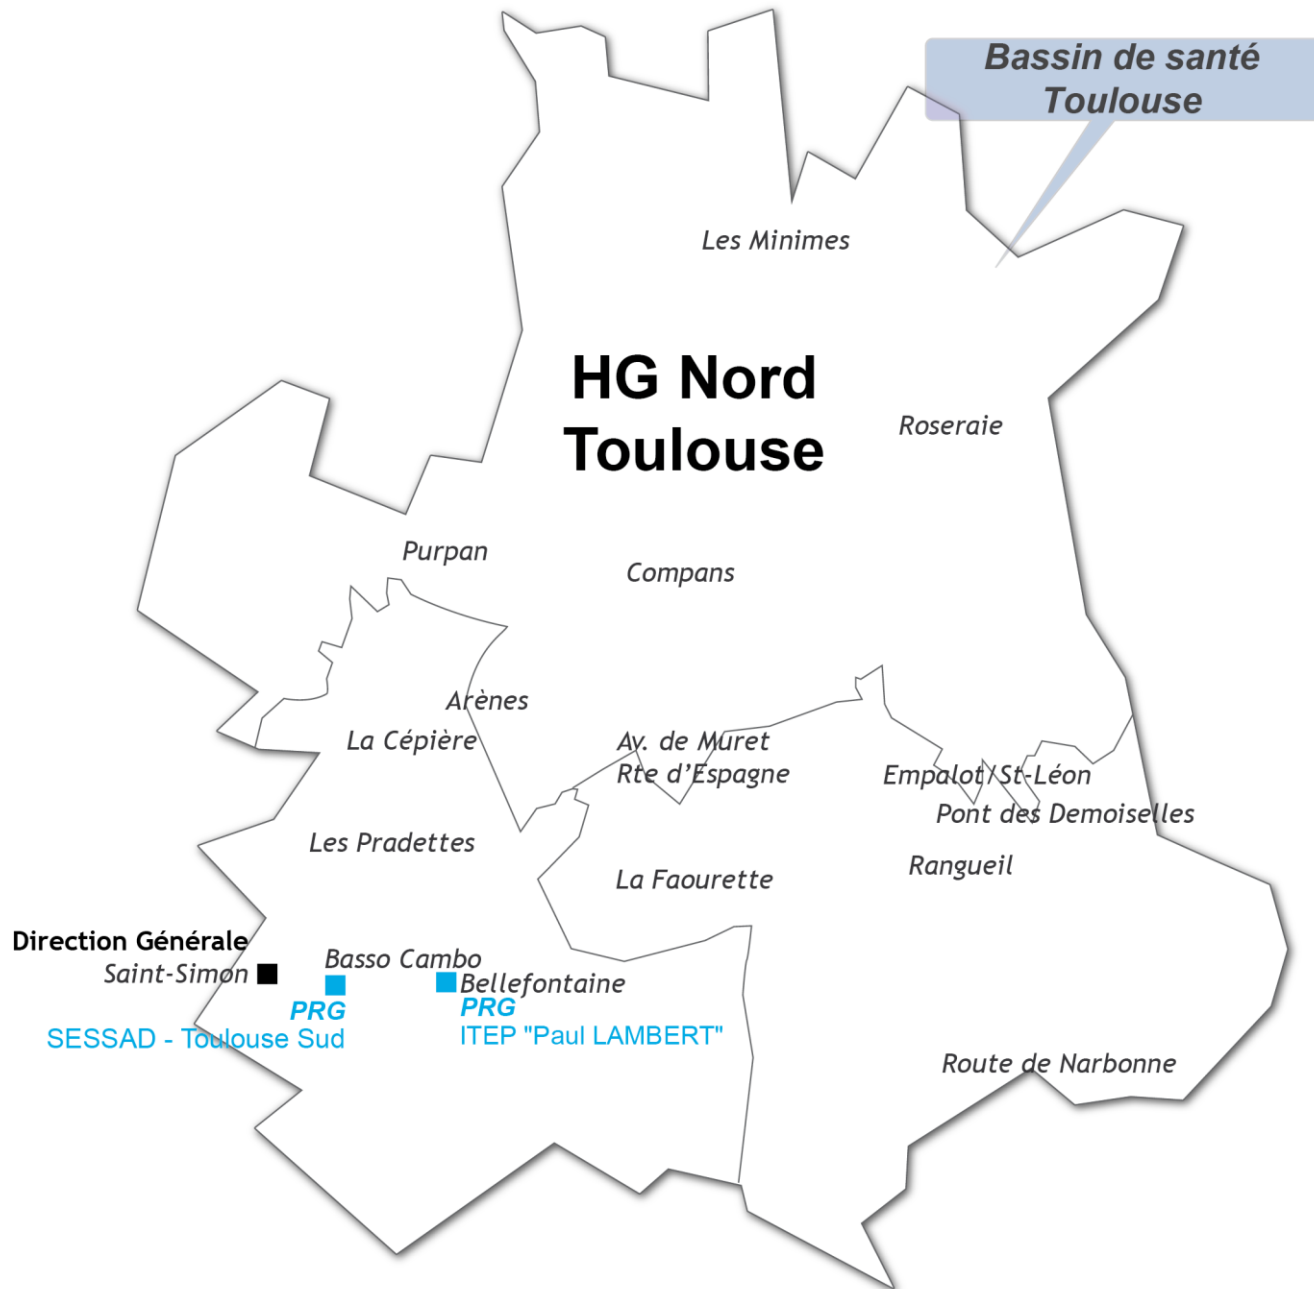 Bassin de santé
Toulouse
Les Minimes
HG Nord
Toulouse
Roseraie
Purpan
Compans
Arènes
La Cépière
Av. de Muret
Rte d’Espagne
Empalot/St-Léon
Pont des Demoiselles
Les Pradettes
La Faourette
Rangueil
Direction Générale
Saint-Simon
Basso Cambo
PRG
SESSAD - Toulouse Sud
Bellefontaine
PRG
ITEP "Paul LAMBERT"
Route de Narbonne